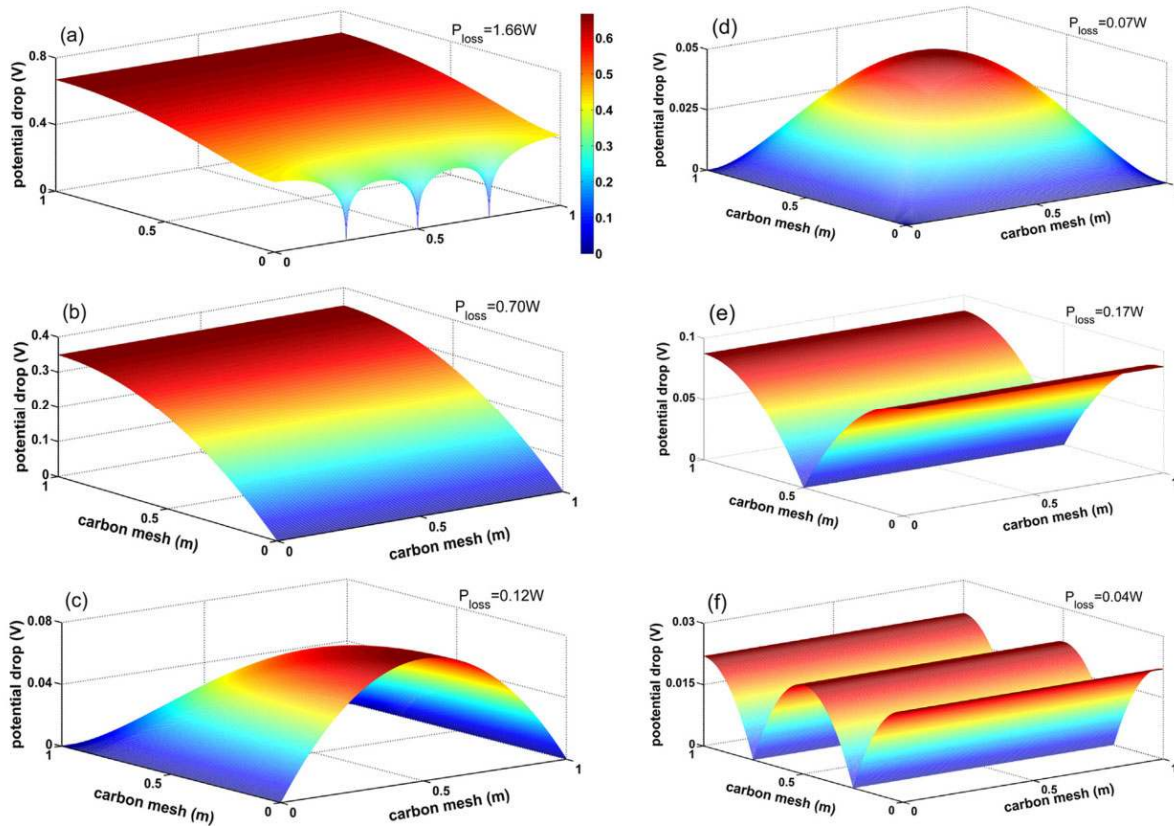 (a)
P_loss=1.66W
potential drop (V)
0.8
0.4
0
1
0.5
0
0
0.5
1
0.6
0.5
0.4
0.3
0.2
0.1
0
(d)
P_loss=0.07W
potential drop (V)
0.05
0.025
0
1
0.5
0
0
0.5
1
carbon mesh (m)
carbon mesh (m)
(b)
P_loss=0.70W
potential drop (V)
0.4
0.3
0.2
0.1
0
1
0.5
0
0
0.5
1
carbon mesh (m)
carbon mesh (m)
(e)
P_loss=0.17W
potential drop (V)
0.1
0.05
0
1
0.5
0
0
0.5
1
carbon mesh (m)
carbon mesh (m)
(c)
P_loss=0.12W
potential drop (V)
0.08
0.04
0
1
0.5
0
0
0.5
1
carbon mesh (m)
carbon mesh (m)
(f)
P_loss=0.04W
pootential drop (V)
0.03
0.015
0
1
0.5
0
0
0.5
1
carbon mesh (m)
carbon mesh (m)